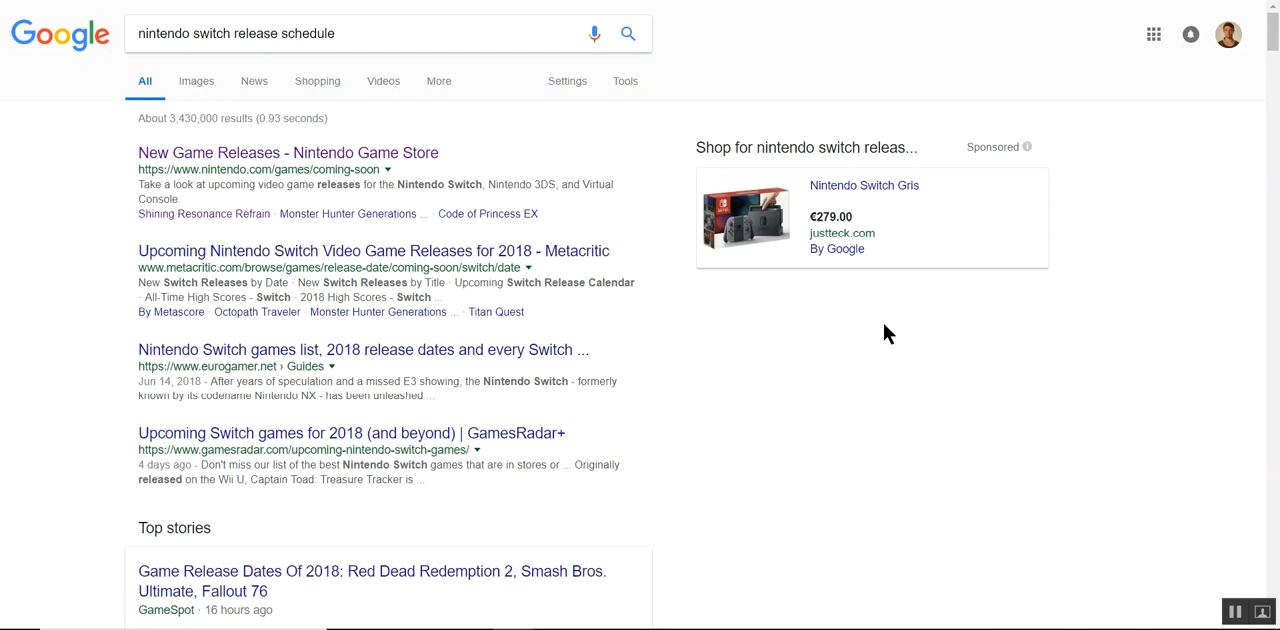 Google
nintendo switch release schedule
All Images News Shopping Videos More Settings Tools
About 3,430,000 results (0.93 seconds)
New Game Releases - Nintendo Game Store
https://www.nintendo.com/games/coming-soon
Take a look at upcoming video game releases for the Nintendo Switch, Nintendo 3DS, and Virtual
Console.
Shining Resonance Refrain · Monster Hunter Generations ... · Code of Princess EX
Upcoming Nintendo Switch Video Game Releases for 2018 - Metacritic
www.metacritic.com/browse/games/release-date/coming-soon/switch/date
New Switch Releases by Date · New Switch Releases by Title · Upcoming Switch Release Calendar
· All-Time High Scores - Switch · 2018 High Scores - Switch ...
By Metascore · Octopath Traveler · Monster Hunter Generations ... · Titan Quest
Nintendo Switch games list, 2018 release dates and every Switch ...
https://www.eurogamer.net › Guides
Jun 14, 2018 - After years of speculation and a missed E3 showing, the Nintendo Switch - formerly
known by its codename Nintendo NX - has been unleashed ...
Upcoming Switch games for 2018 (and beyond) | GamesRadar+
https://www.gamesradar.com/upcoming-nintendo-switch-games/
4 days ago - Don't miss our list of the best Nintendo Switch games that are in stores or ... Originally
released on the Wii U, Captain Toad: Treasure Tracker is ...
Top stories
Game Release Dates Of 2018: Red Dead Redemption 2, Smash Bros.
Ultimate, Fallout 76
GameSpot · 16 hours ago
Shop for nintendo switch releas... Sponsored
Nintendo Switch Gris
€279.00
justteck.com
By Google